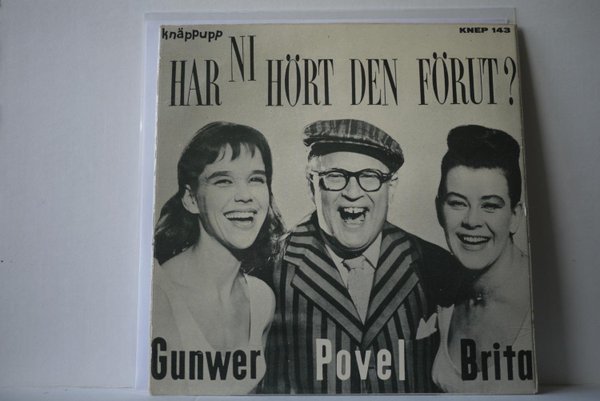 knäppupp
KNEP 143
HAR NI HÖRT DEN FÖRUT?
Gunwer Povel Brita